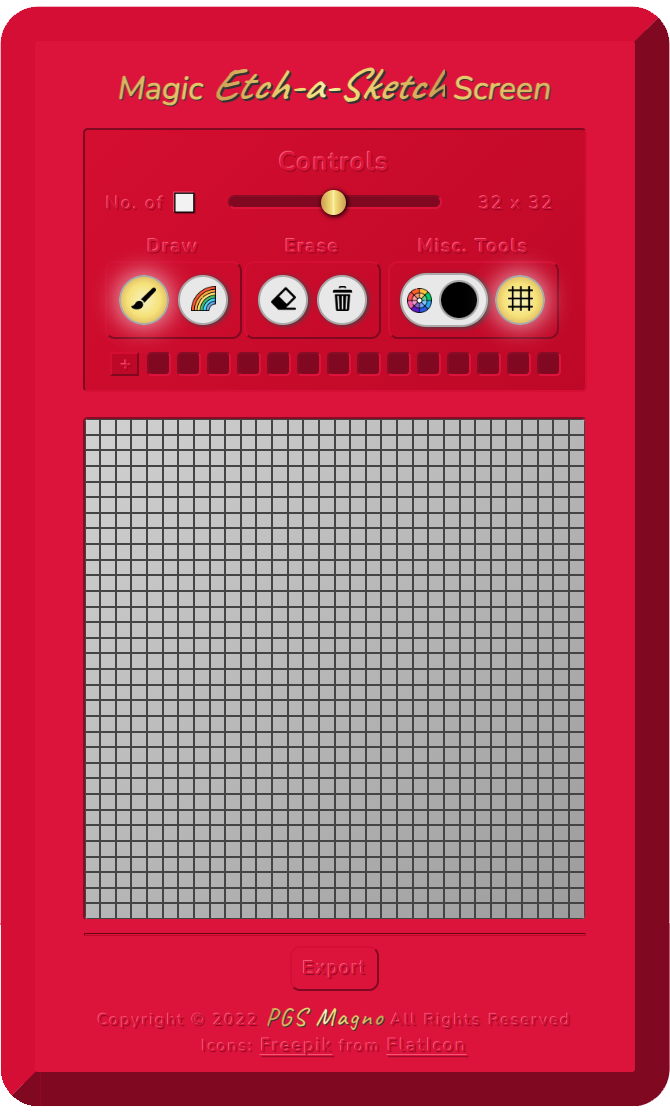 Magic Etch-a-Sketch Screen
Controls
No. of
32 x 32
Draw Erase Misc. Tools
+
Export
Copyright © 2022 PGS Magno All Rights Reserved
Icons: Freepik from FlatIcon